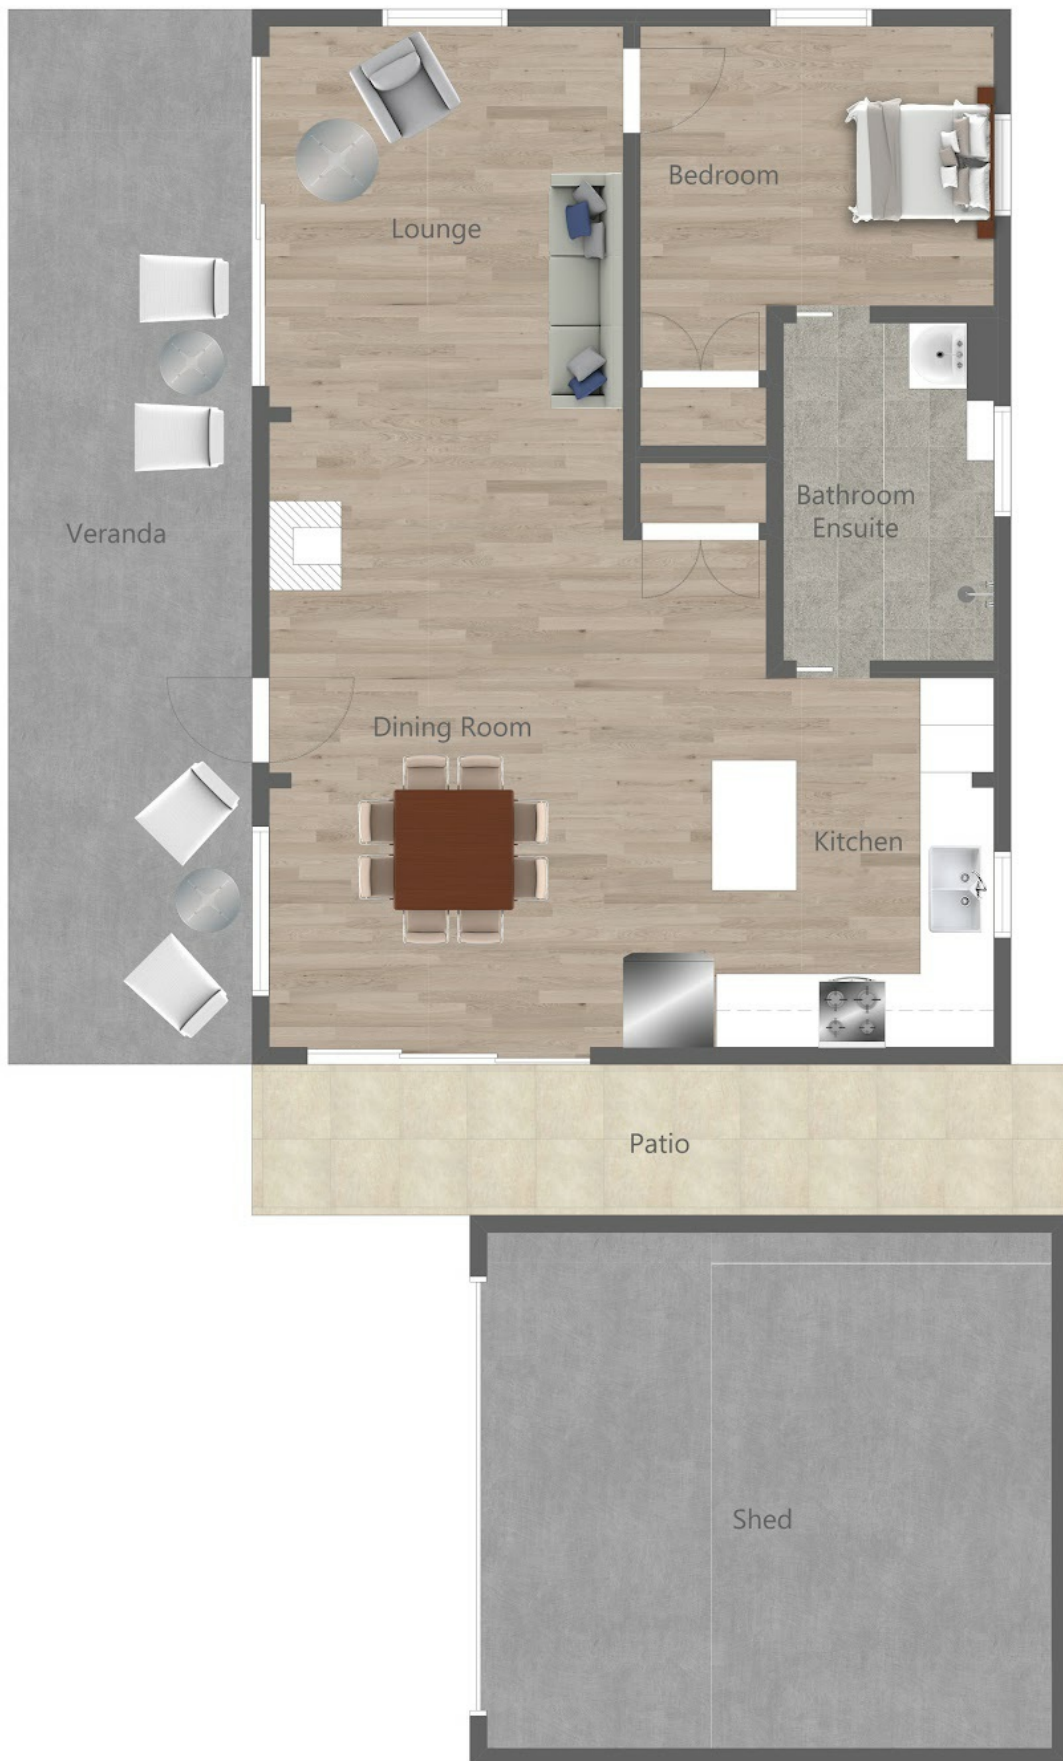 Bedroom
Lounge
Bathroom
Ensuite
Veranda
Dining Room
Kitchen
Patio
Shed